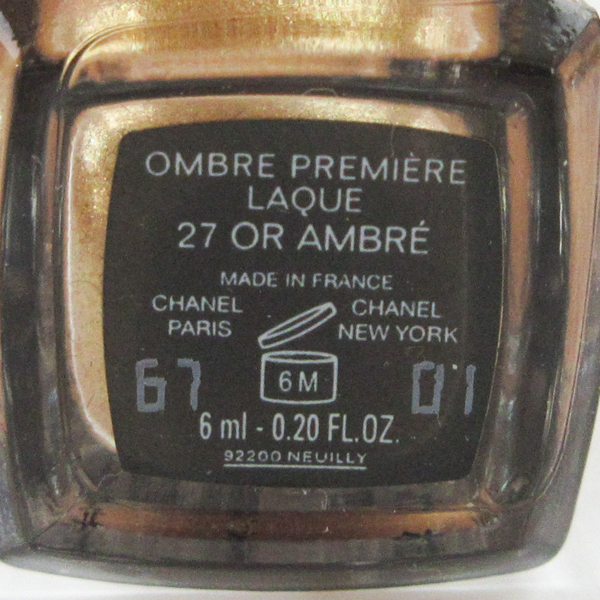 OMBRE PREMIÈRE
LAQUE
27 OR AMBRÉ
MADE IN FRANCE
CHANEL CHANEL
PARIS NEW YORK
67 6M 01
6 ml - 0.20 FL.OZ.
92200 NEUILLY